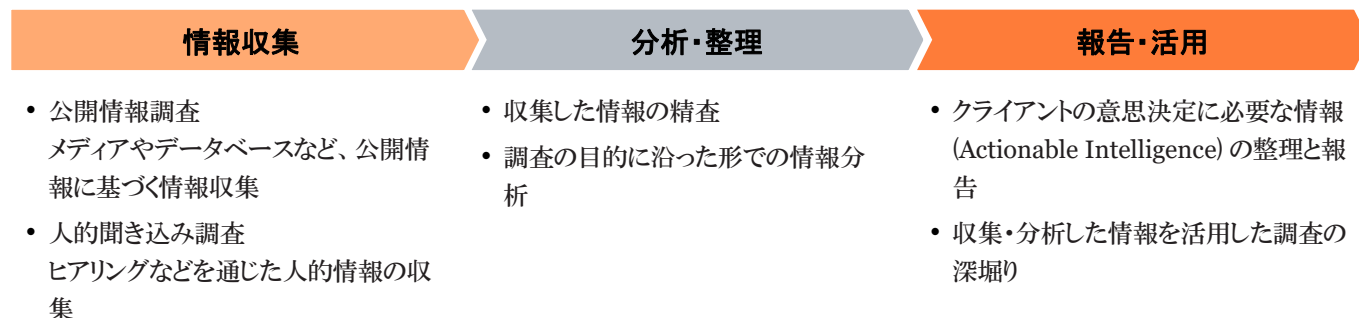 情報収集
分析・整理
報告・活用
• 公開情報調査
メディアやデータベースなど、公開情
報に基づく情報収集
• 人的聞き込み調査
ヒアリングなどを通じた人的情報の収
集
• 収集した情報の精査
• 調査の目的に沿った形での情報分
析
• クライアントの意思決定に必要な情報
(Actionable Intelligence) の整理と報
告
• 収集・分析した情報を活用した調査の
深堀り